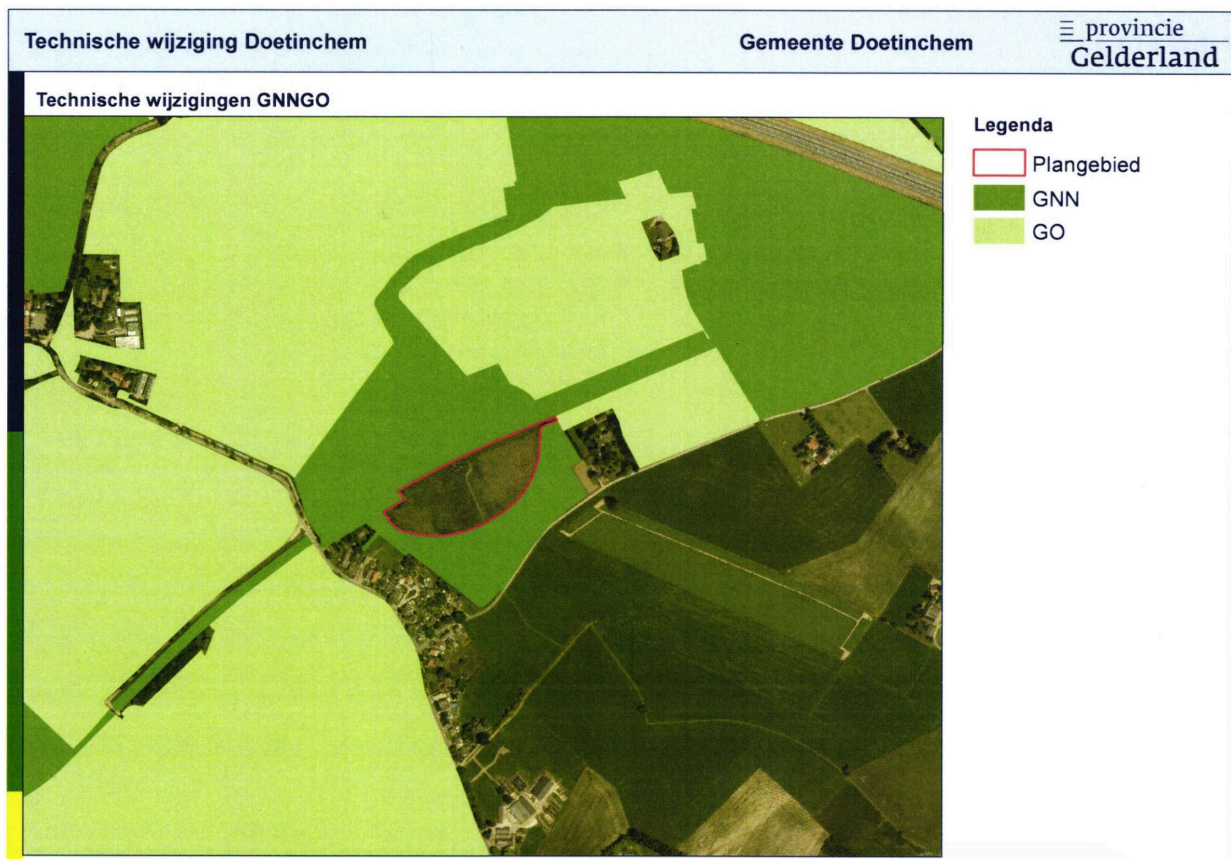 Technische wijziging Doetinchem
Gemeente Doetinchem
provincie
Gelderland
Technische wijzigingen GNNGO
Legenda
Plangebied
GNN
GO